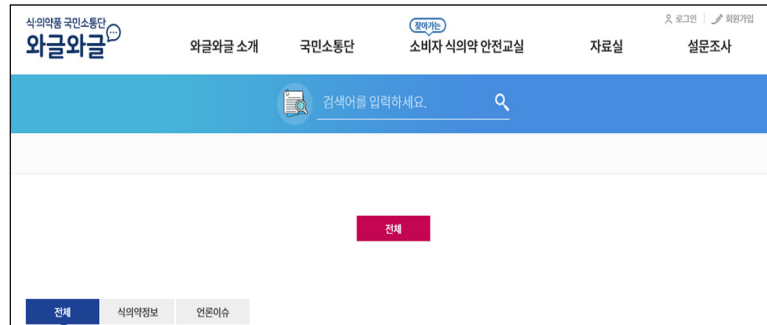 식·의약품 국민소통단
와글와글
찾아가는
로그인 회원가입
와글와글 소개 국민소통단 소비자 식의약 안전교실 자료실 설문조사
검색어를 입력하세요.
전체
전체 식의약정보 언론이슈